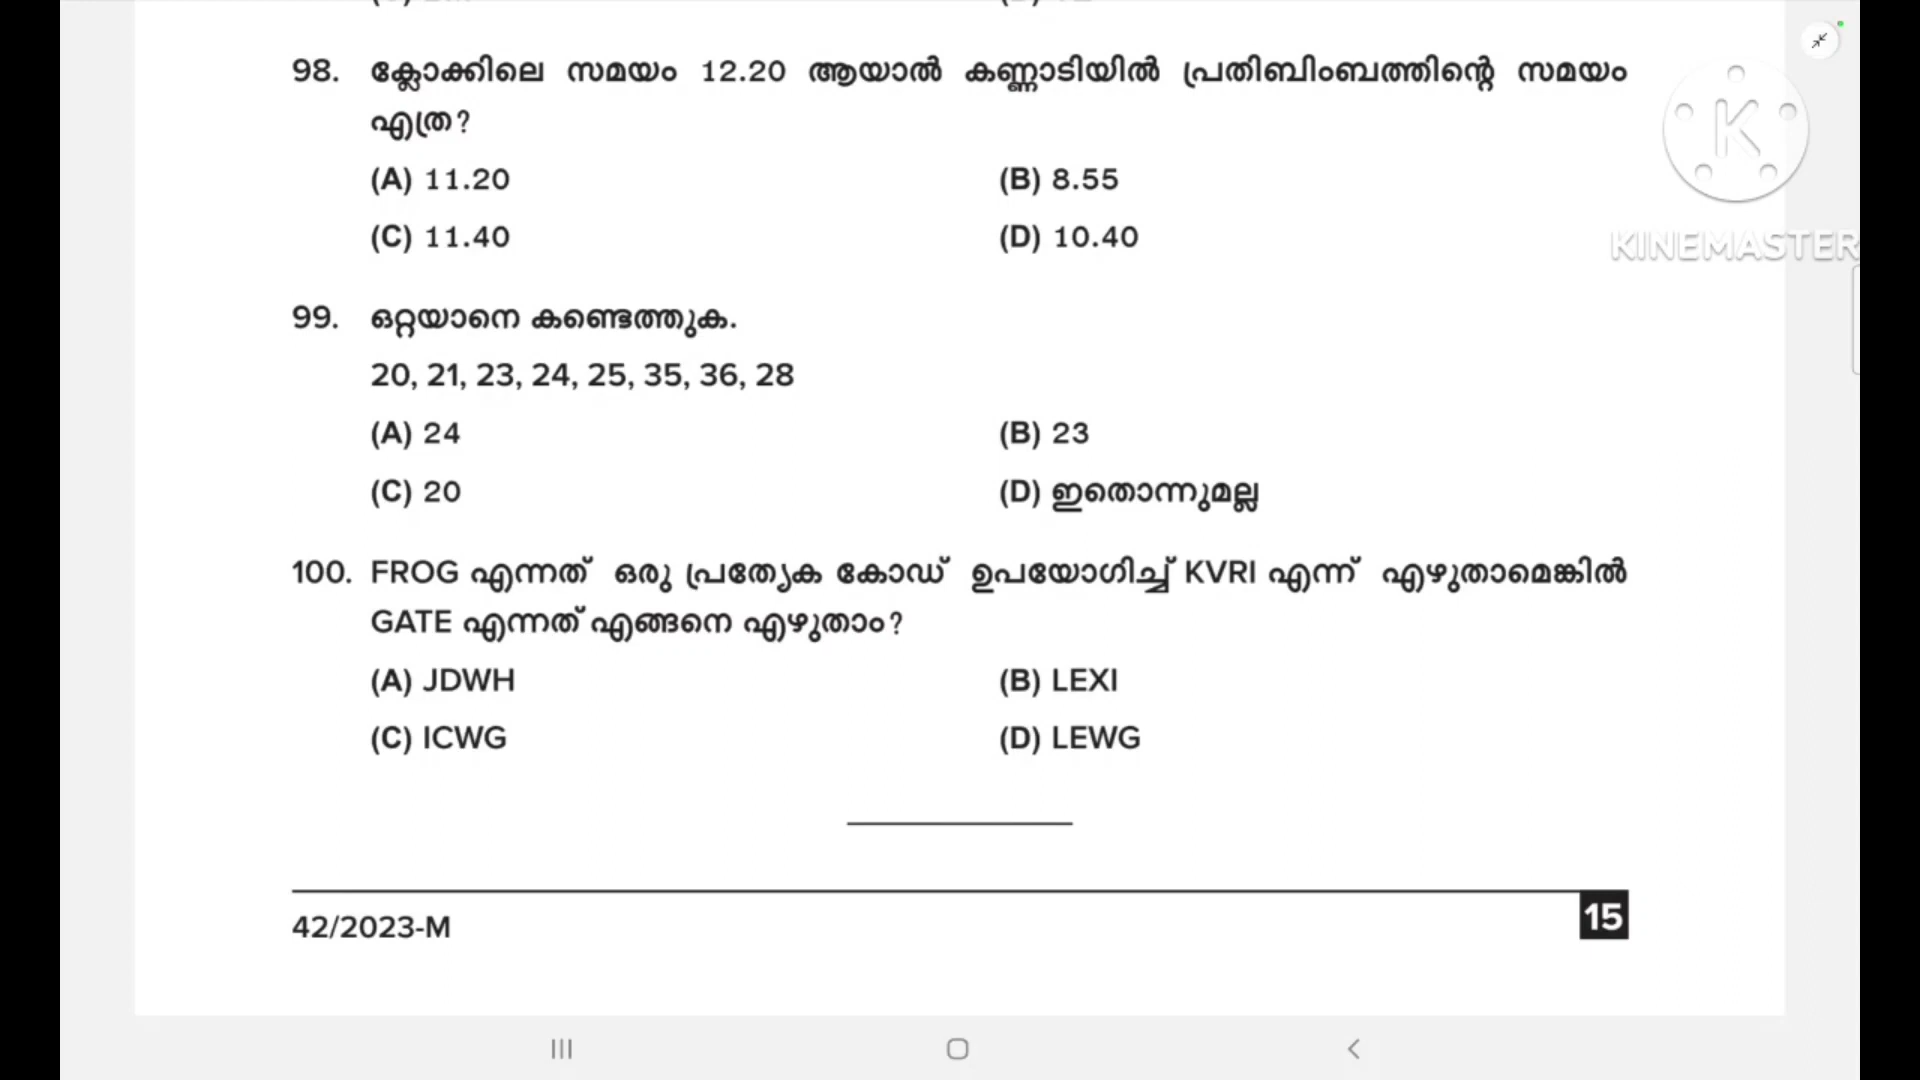 98. ക്ലോക്കിലെ സമയം 12.20 ആയാൽ കണ്ണാടിയിൽ പ്രതിബിംബത്തിന്റെ സമയം
എത്ര?
(A) 11.20 (B) 8.55
(C) 11.40 (D) 10.40
KINEMASTER
99. ഒറ്റയാനെ കണ്ടെത്തുക.
20, 21, 23, 24, 25, 35, 36, 28
(A) 24 (B) 23
(C) 20 (D) ഇതൊന്നുമല്ല
100. FROG എന്നത് ഒരു പ്രത്യേക കോഡ് ഉപയോഗിച്ച് KVRI എന്ന് എഴുതാമെങ്കിൽ
GATE എന്നത് എങ്ങനെ എഴുതാം?
(A) JDWH (B) LEXI
(C) ICWG (D) LEWG
42/2023-M 15